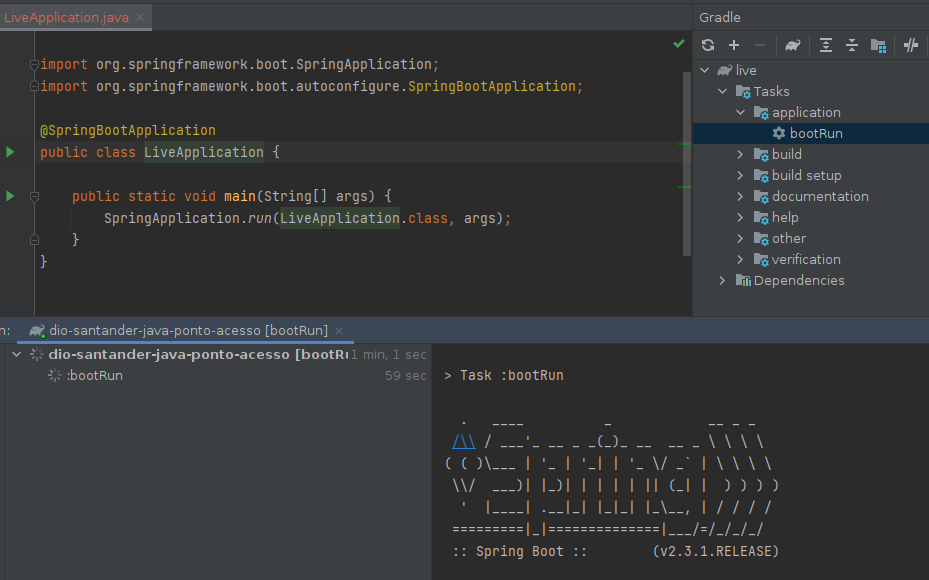 LiveApplication.java
Gradle
import org.springframework.boot.SpringApplication;
import org.springframework.boot.autoconfigure.SpringBootApplication;
@SpringBootApplication
public class LiveApplication {
public static void main(String[] args) {
SpringApplication.run(LiveApplication.class, args);
}
}
live
Tasks
application
bootRun
build
build setup
documentation
help
other
verification
Dependencies
n:
dio-santander-java-ponto-acesso [bootRun]
dio-santander-java-ponto-acesso [bootRu 1 min, 1 sec
:bootRun 59 sec
> Task :bootRun
  .   ____          _            __ _ _
 /\\ / ___'_ __ _ _(_)_ __  __ _ \ \ \ \
( ( )\___ | '_ | '_| | '_ \/ _` | \ \ \ \
 \\/  ___)| |_)| | | | | || (_| |  ) ) ) )
  '  |____| .__|_| |_|_| |_\__, | / / / /
 =========|_|==============|___/=/_/_/_/
 :: Spring Boot ::        (v2.3.1.RELEASE)